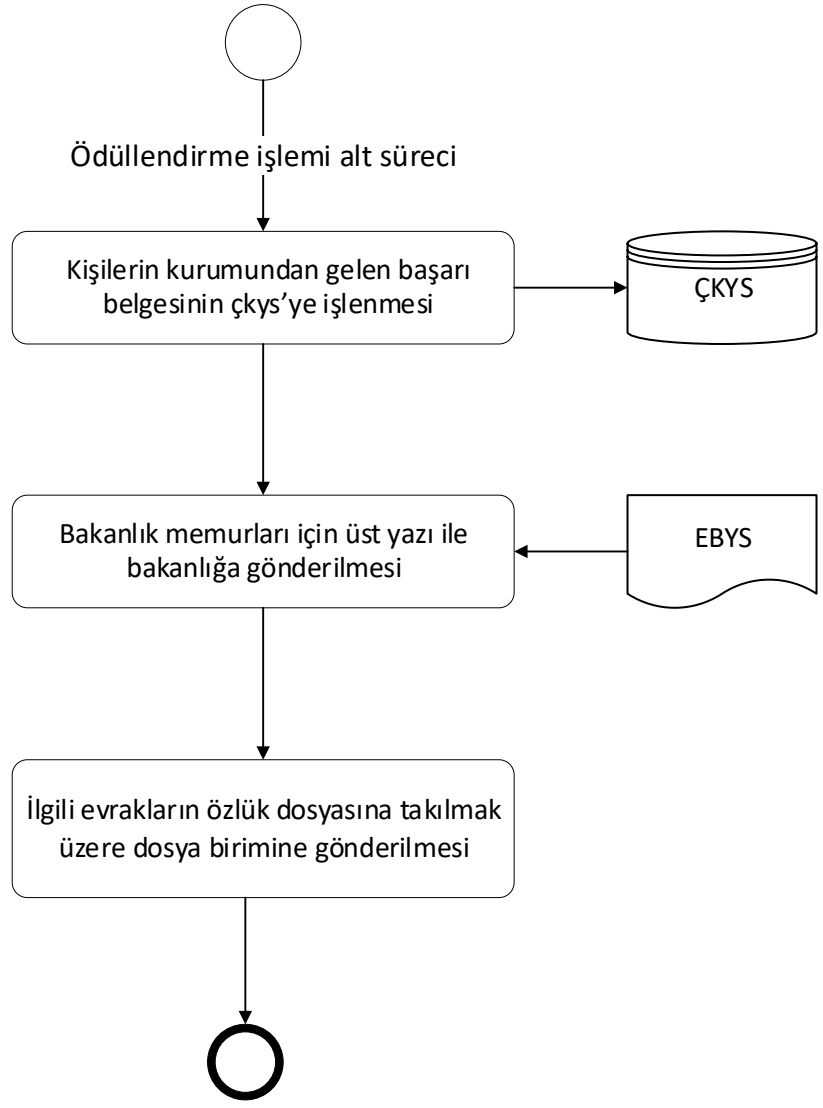 Ödüllendirme işlemi alt süreci
Kişilerin kurumundan gelen başarı
belgesinin çkys’ye işlenmesi
ÇKYS
Bakanlık memurları için üst yazı ile
bakanlığa gönderilmesi
EBYS
İlgili evrakların özlük dosyasına takılmak
üzere dosya birimine gönderilmesi